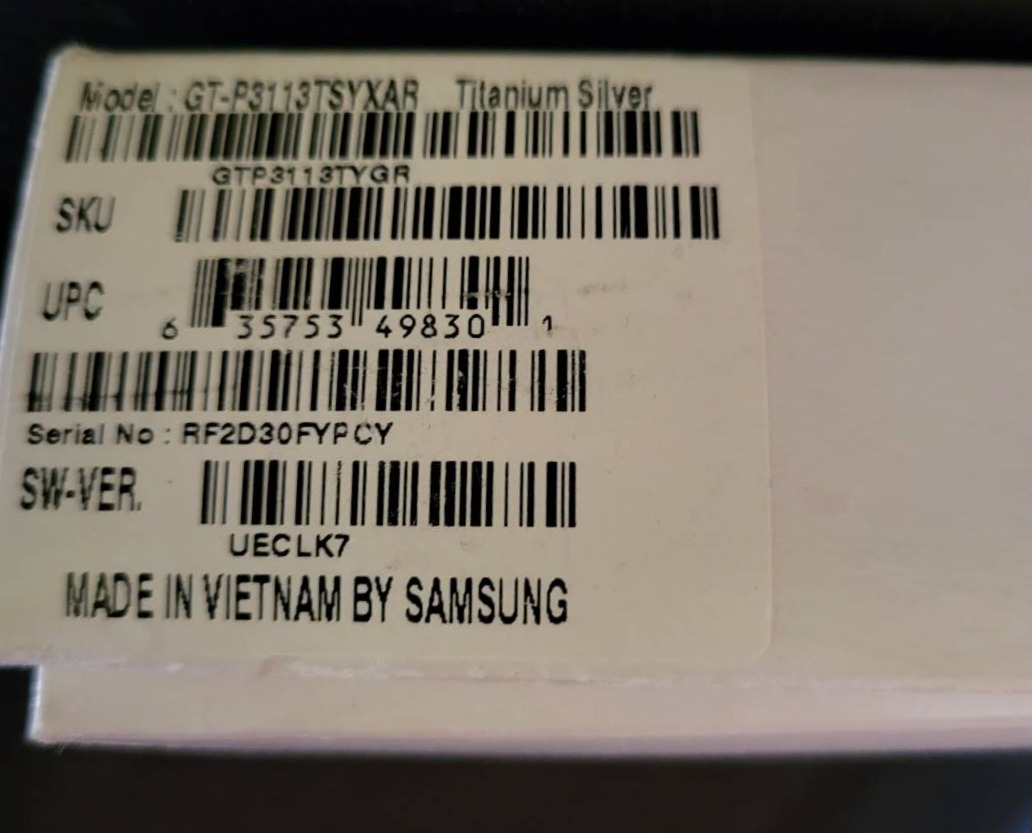 Model : GT-P3113TSYXAR Titanium Silver
GTP3113TYGR
SKU
UPC
6 35753 49830 1
Serial No : RF2D30FYPCY
SW-VER.
UECLK7
MADE IN VIETNAM BY SAMSUNG